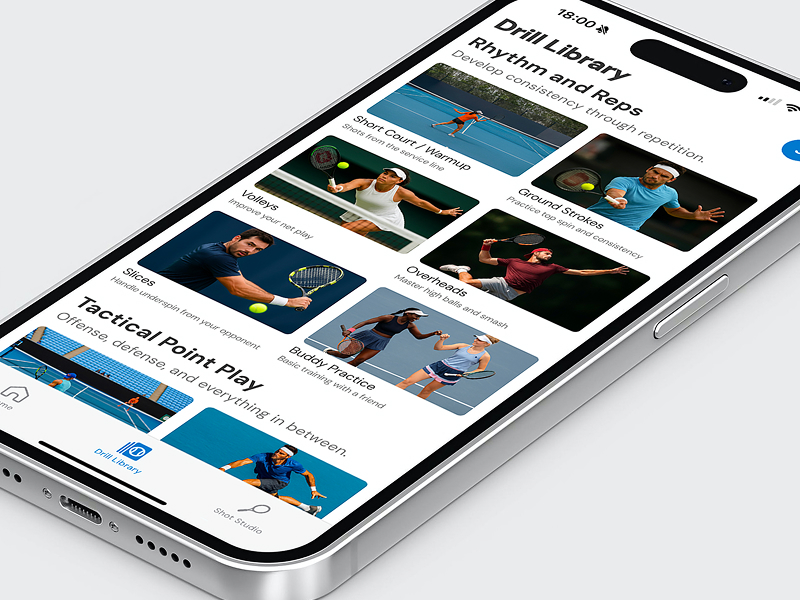 18:00
Drill Library
Rhythm and Reps
Develop consistency through repetition.
Short Court / Warmup
Shots from the service line
Ground Strokes
Practice top spin and consistency
Volleys
Improve your net play
Overheads
Master high balls and smash
Slices
Handle underspin from your opponent
Buddy Practice
Basic training with a friend
Tactical Point Play
Offense, defense, and everything in between.
Drill Library
Shot Studio